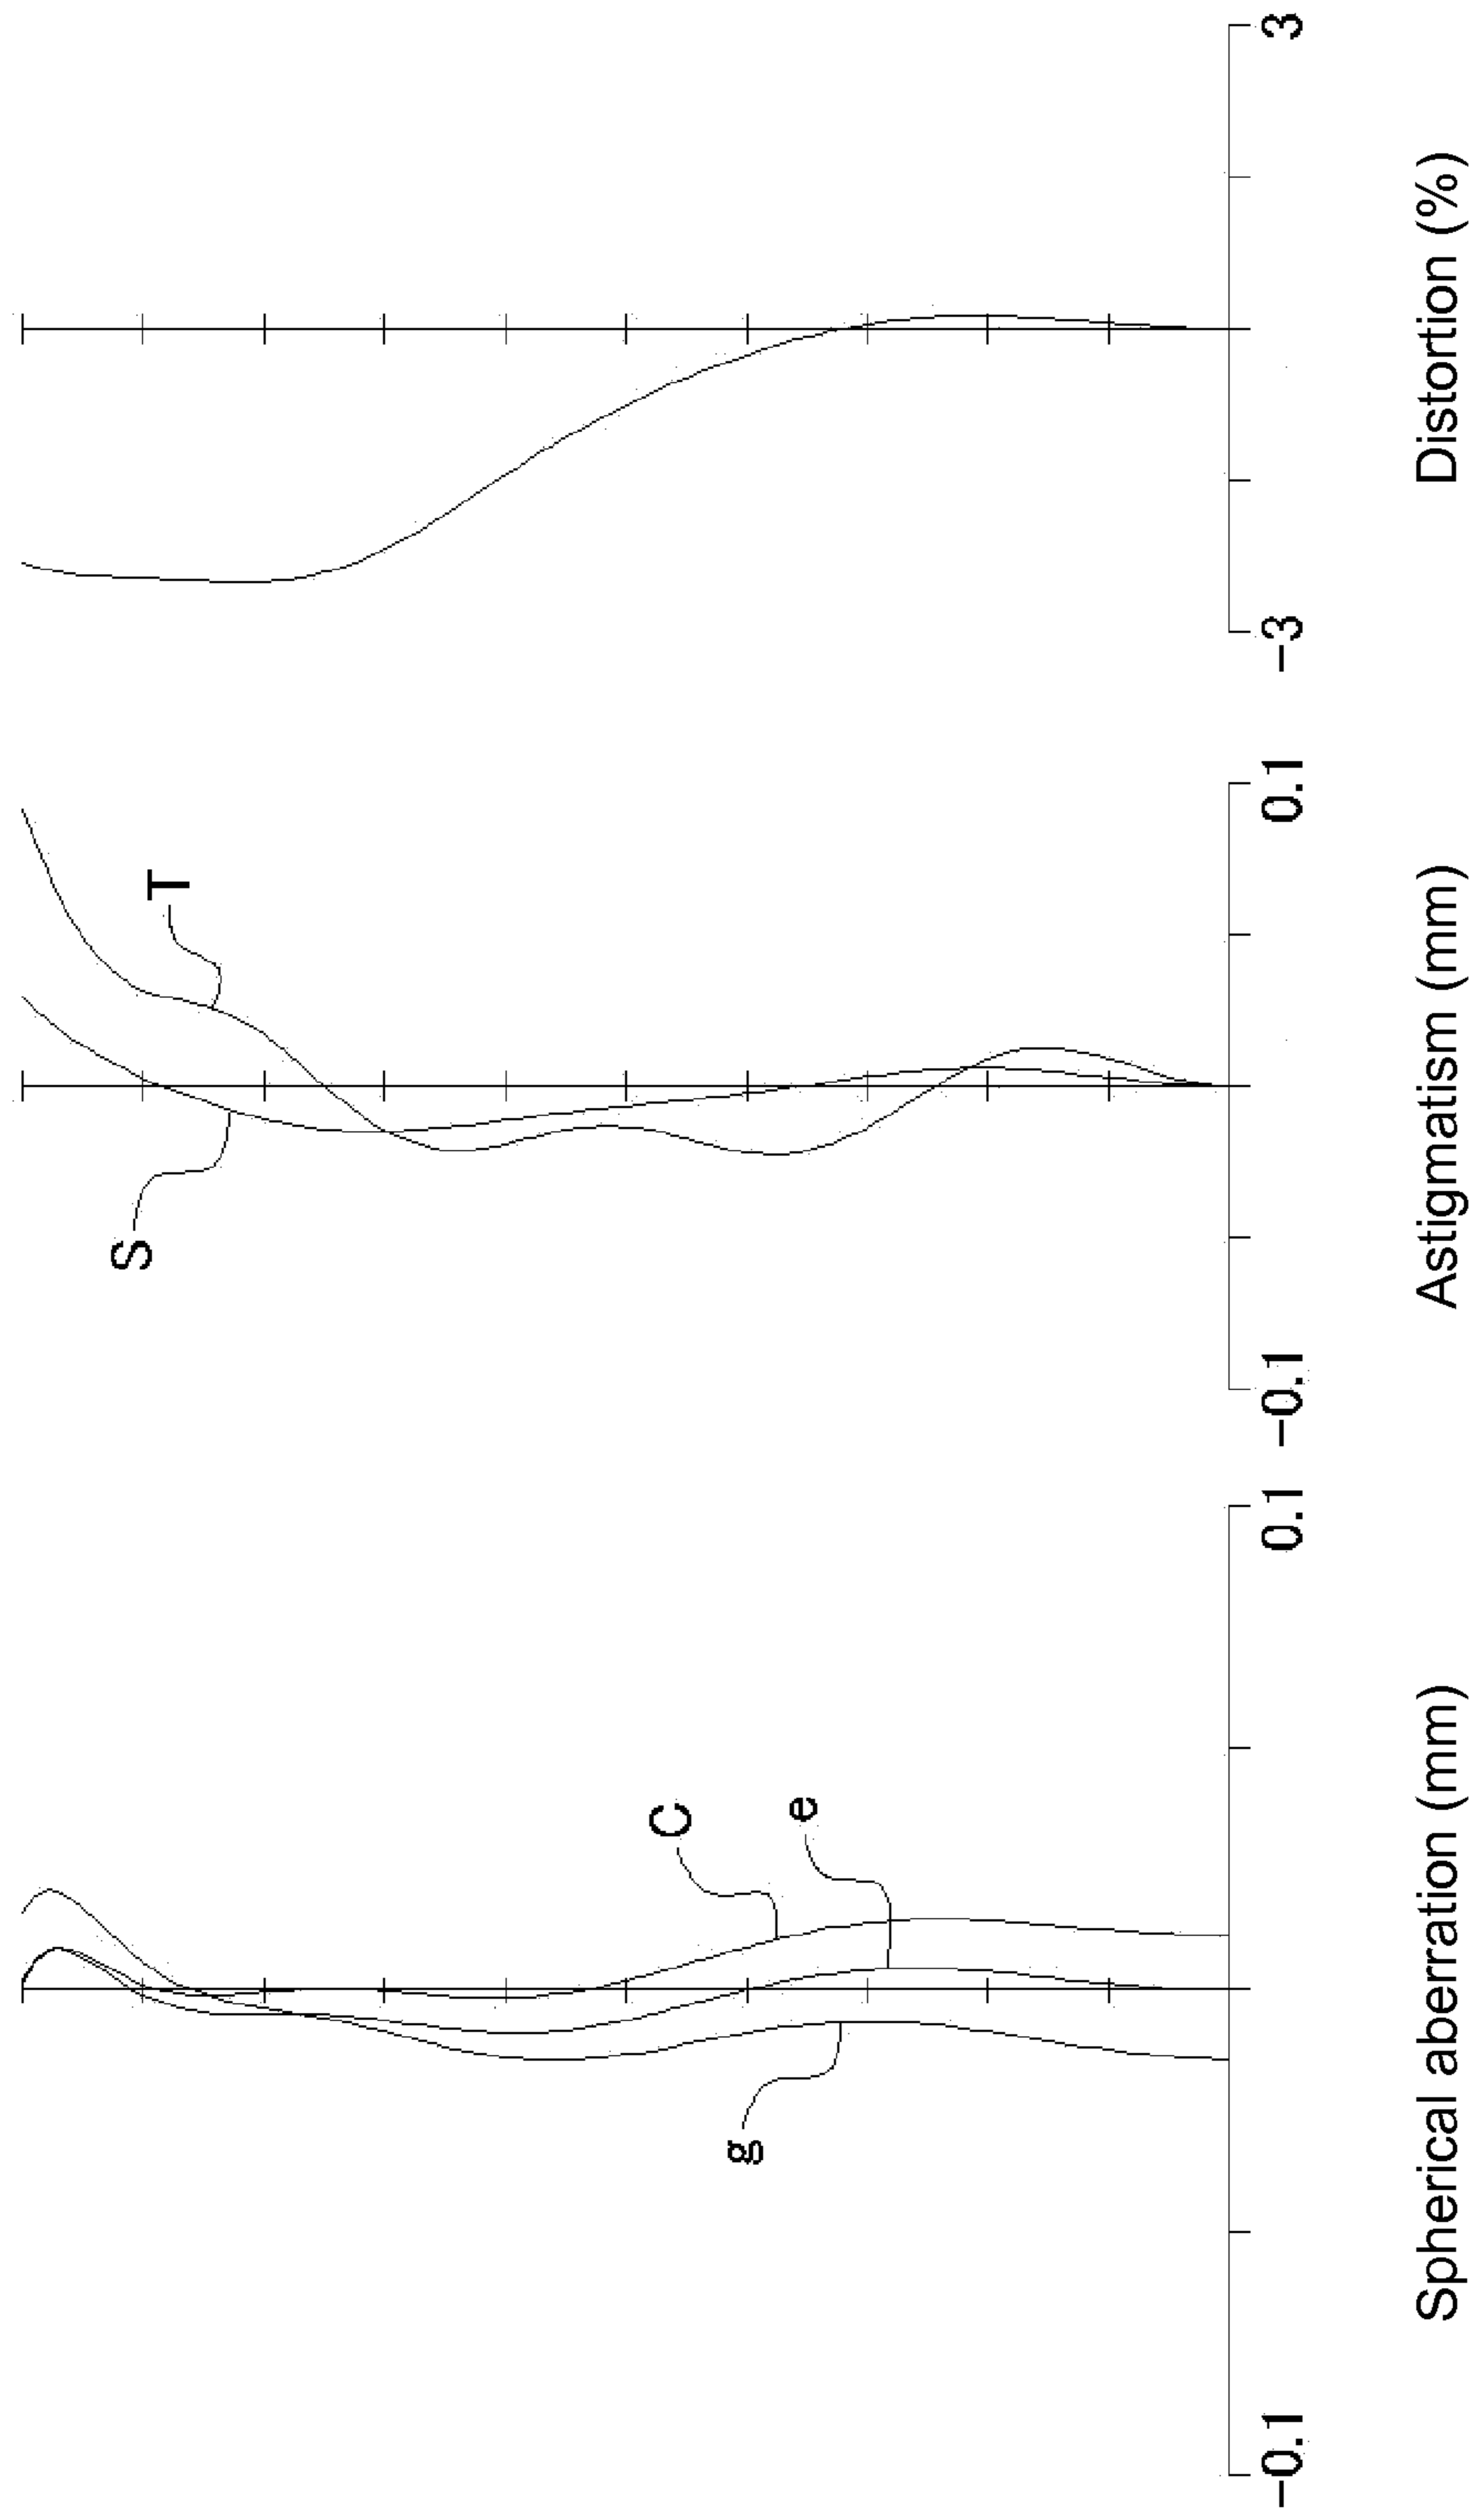 g
C
e
-0.1
0.1
Spherical aberration (mm)
S
T
-0.1
0.1
Astigmatism (mm)
-3
3
Distortion (%)